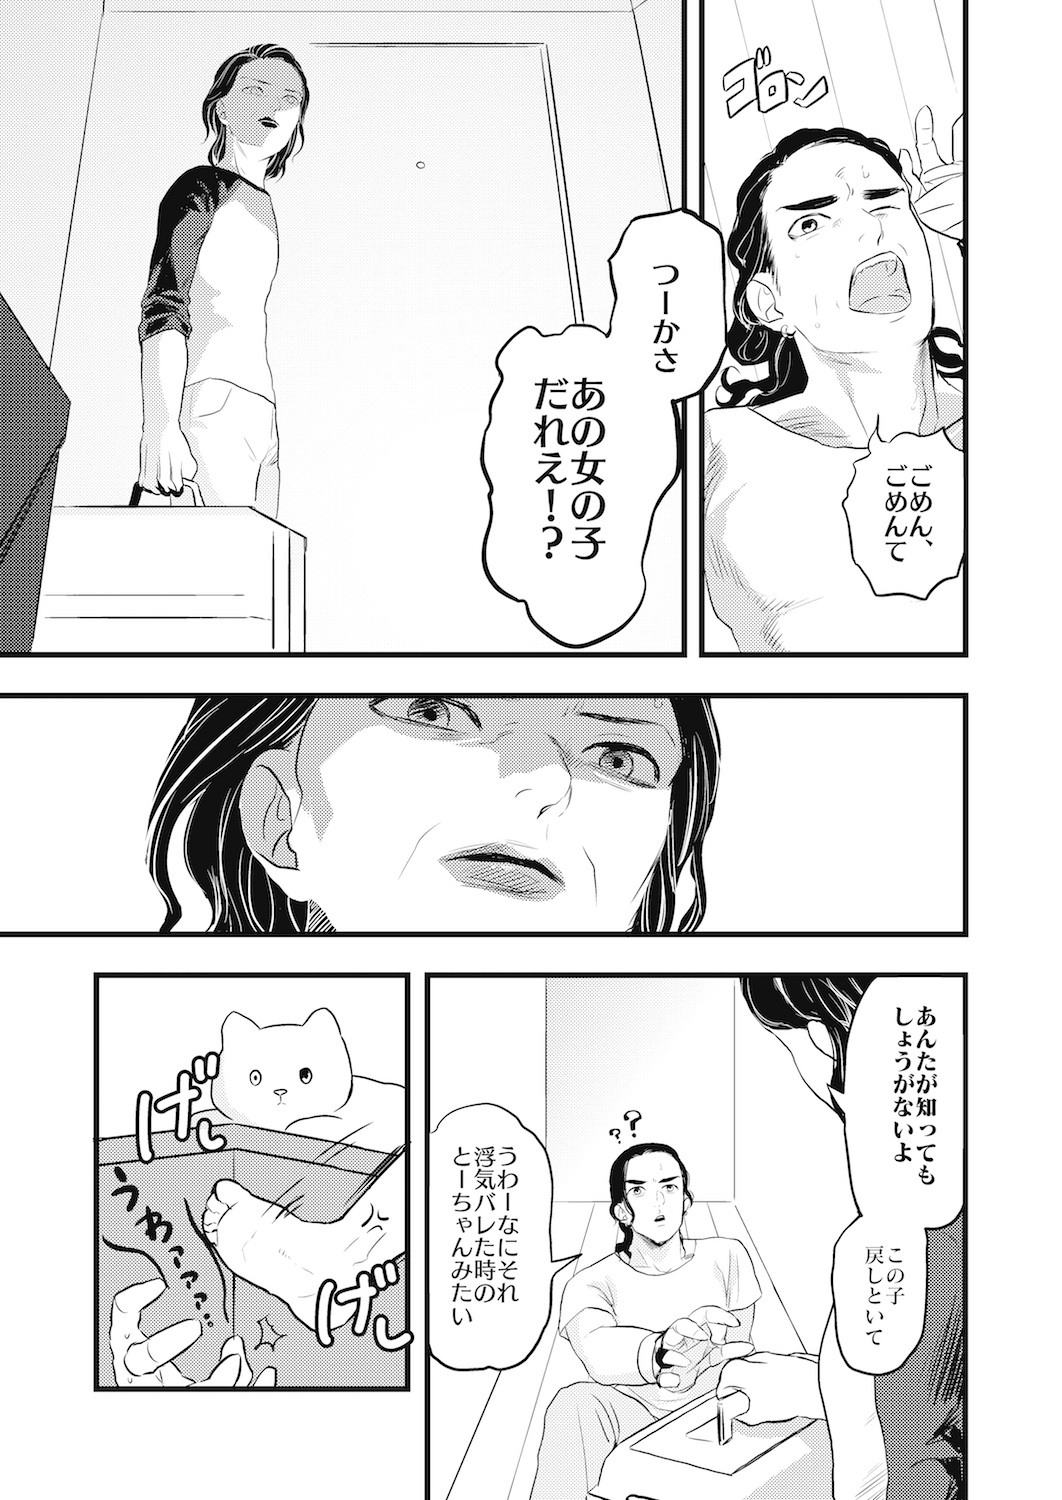 ゴロン
ごめん、
ごめんて
つーかさ
あの女の子
だれえ!?
あんたが知っても
しょうがないよ
この子
戻しといて
??
うわーなにそれ
浮気バレた時の
とーちゃんみたい
げし
げし
うわ……